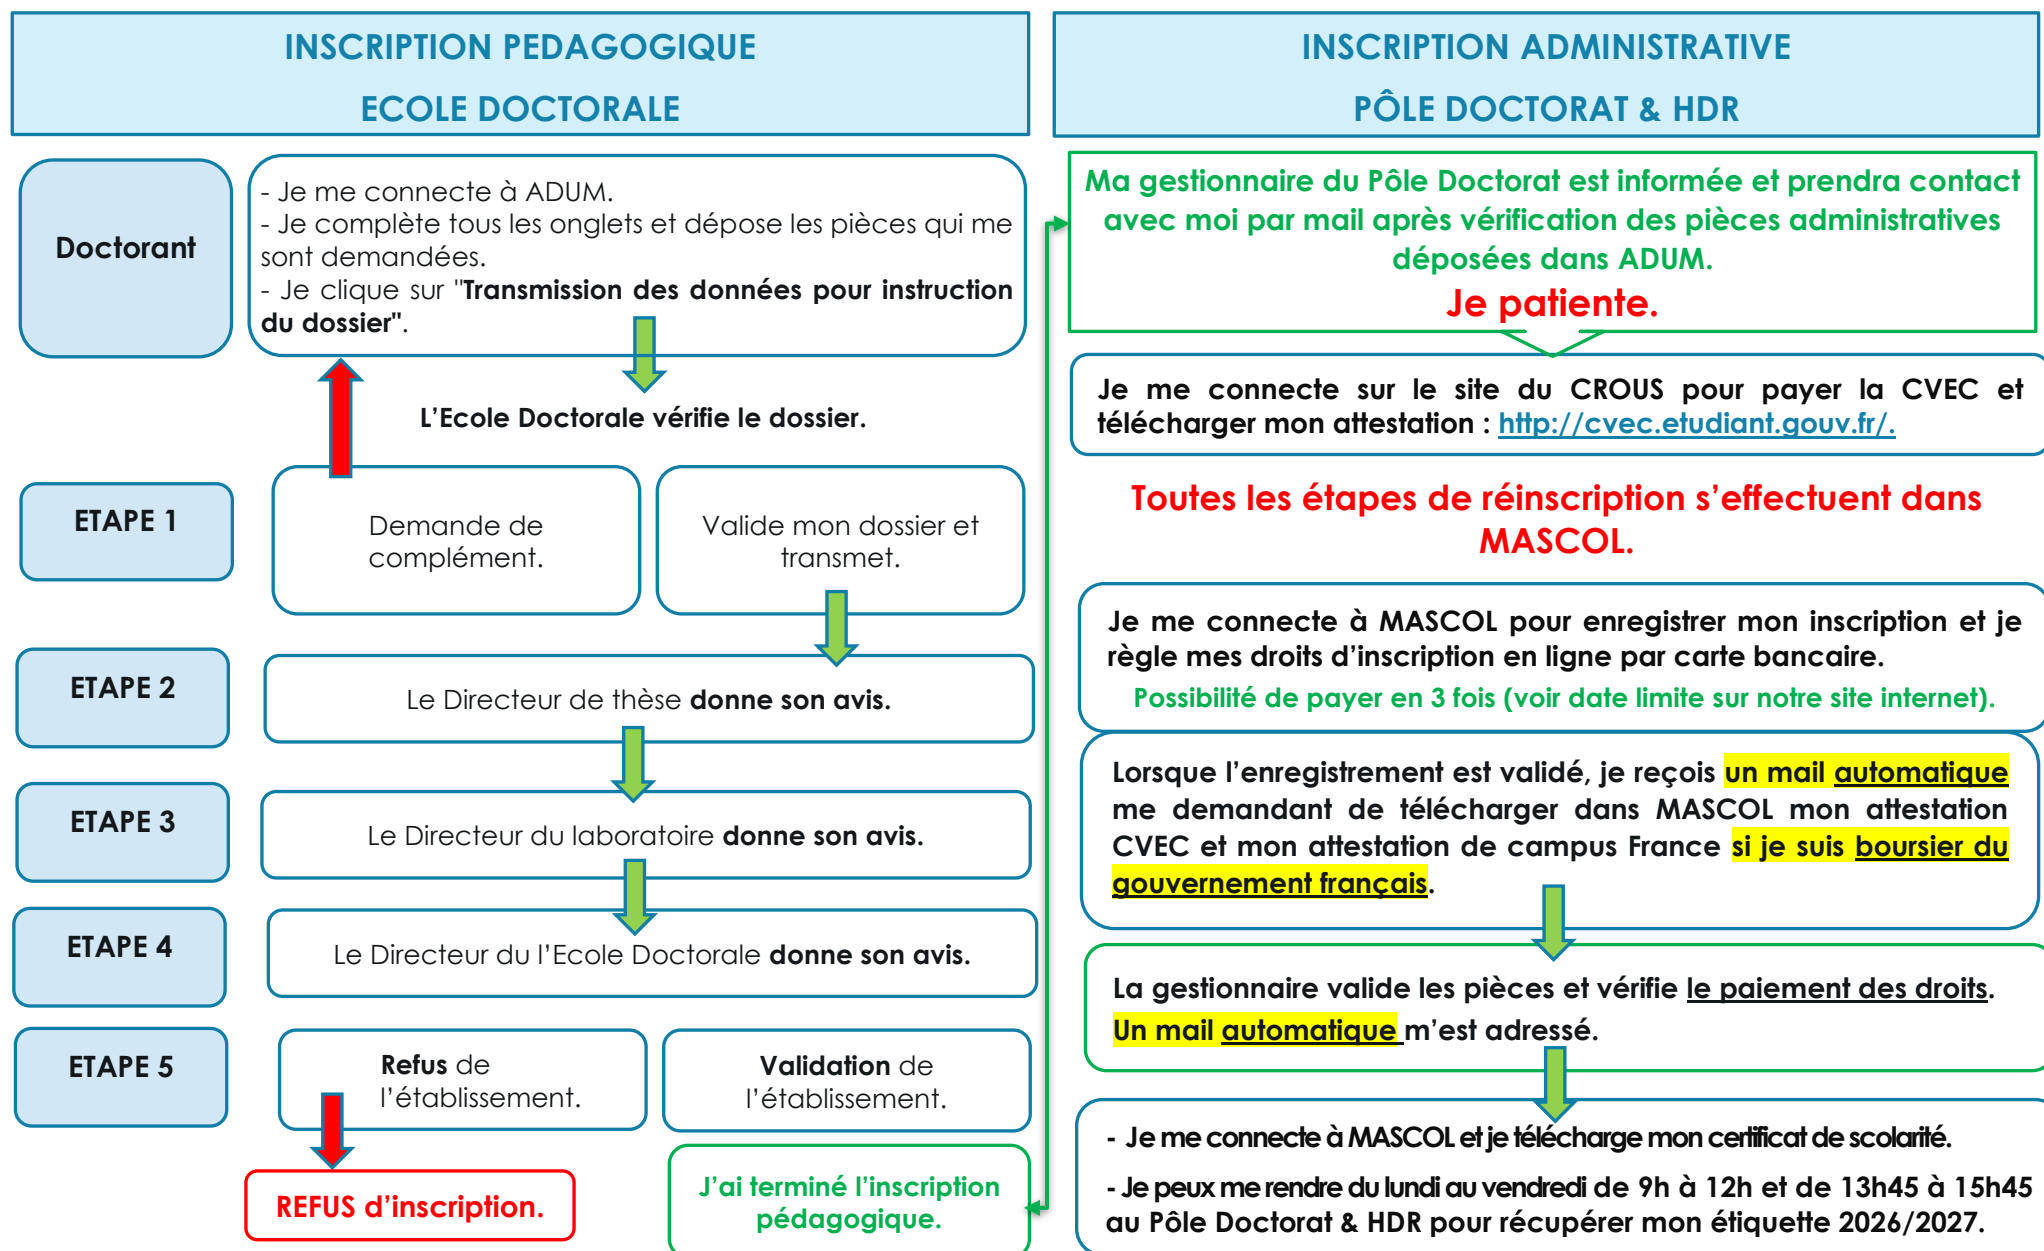 INSCRIPTION PEDAGOGIQUE
ECOLE DOCTORALE
Doctorant
- Je me connecte à ADUM.
- Je complète tous les onglets et dépose les pièces qui me
sont demandées.
- Je clique sur "Transmission des données pour instruction
du dossier".
L’Ecole Doctorale vérifie le dossier.
ETAPE 1
Demande de
complément.
Valide mon dossier et
transmet.
ETAPE 2
Le Directeur de thèse donne son avis.
ETAPE 3
Le Directeur du laboratoire donne son avis.
ETAPE 4
Le Directeur du l’Ecole Doctorale donne son avis.
ETAPE 5
Refus de
l’établissement.
Validation de
l’établissement.
REFUS d’inscription.
J’ai terminé l’inscription
pédagogique.
INSCRIPTION ADMINISTRATIVE
PÔLE DOCTORAT & HDR
Ma gestionnaire du Pôle Doctorat est informée et prendra contact
avec moi par mail après vérification des pièces administratives
déposées dans ADUM.
Je patiente.
Je me connecte sur le site du CROUS pour payer la CVEC et
télécharger mon attestation : http://cvec.etudiant.gouv.fr/.
Toutes les étapes de réinscription s’effectuent dans
MASCOL.
Je me connecte à MASCOL pour enregistrer mon inscription et je
règle mes droits d’inscription en ligne par carte bancaire.
Possibilité de payer en 3 fois (voir date limite sur notre site internet).
Lorsque l’enregistrement est validé, je reçois un mail automatique
me demandant de télécharger dans MASCOL mon attestation
CVEC et mon attestation de campus France si je suis boursier du
gouvernement français.
La gestionnaire valide les pièces et vérifie le paiement des droits.
Un mail automatique m’est adressé.
- Je me connecte à MASCOL et je télécharge mon certificat de scolarité.
- Je peux me rendre du lundi au vendredi de 9h à 12h et de 13h45 à 15h45
au Pôle Doctorat & HDR pour récupérer mon étiquette 2026/2027.